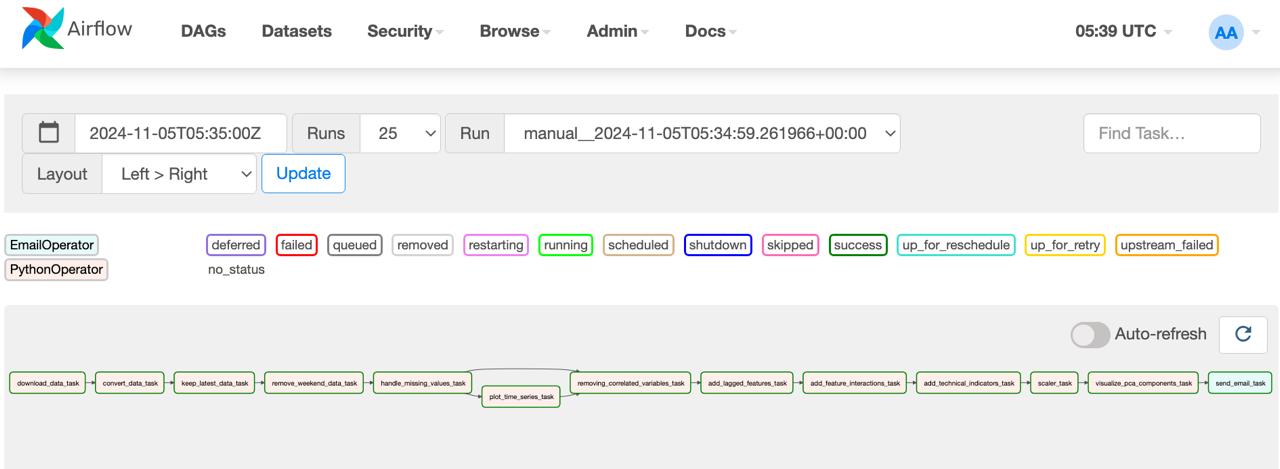 Airflow DAGs Datasets Security Browse Admin Docs 05:39 UTC AA
2024-11-05T05:35:00Z Runs 25 Run manual__2024-11-05T05:34:59.261966+00:00 Find Task...
Layout Left > Right Update
EmailOperator deferred failed queued removed restarting running scheduled shutdown skipped success up_for_reschedule up_for_retry upstream_failed
PythonOperator no_status
Auto-refresh
download_data_task convert_data_task keep_latest_data_task remove_weekend_data_task handle_missing_values_task removing_correlated_variables_task add_lagged_features_task add_feature_interactions_task add_technical_indicators_task scaler_task visualize_pca_components_task send_email_task
plot_time_series_task